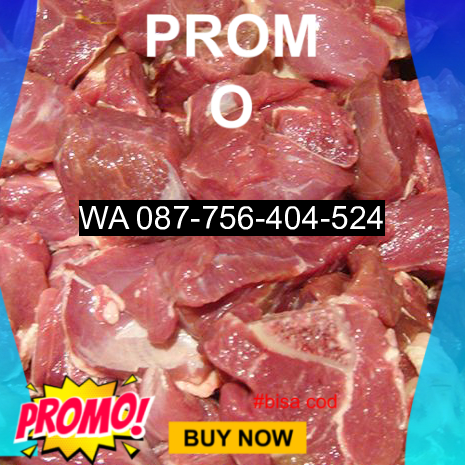 PROM
O
WA 087-756-404-524
#bisa cod
PROMO!
BUY NOW